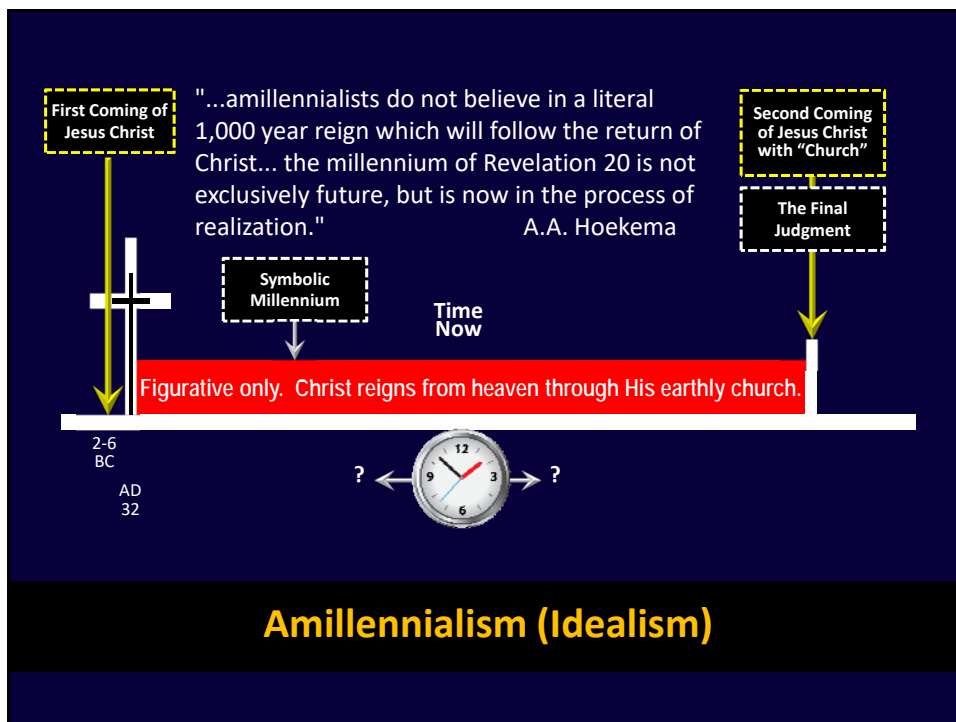 First Coming of
Jesus Christ
"...amillennialists do not believe in a literal
1,000 year reign which will follow the return of
Christ... the millennium of Revelation 20 is not
exclusively future, but is now in the process of
realization." A.A. Hoekema
Second Coming
of Jesus Christ
with “Church”
The Final
Judgment
Symbolic
Millennium
Time
Now
Figurative only. Christ reigns from heaven through His earthly church.
2-6
BC
AD
32
? ?
12
9 3
6
Amillennialism (Idealism)